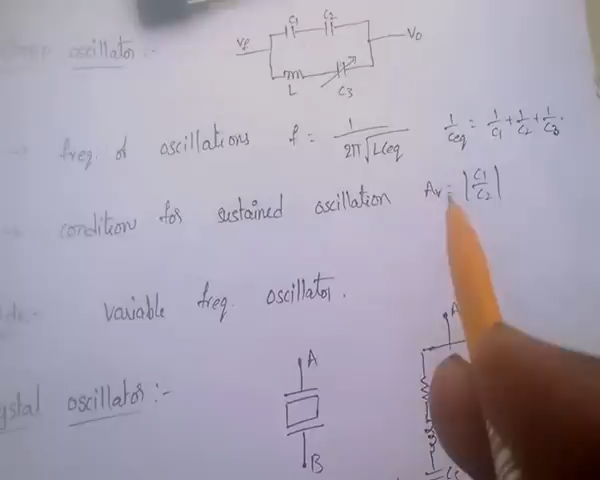 oscillator :-
C1 C2
Vf Vo
L C3
→ freq. of oscillations f = 1 / 2π√LCeq 1/Ceq = 1/C1 + 1/C2 + 1/C3.
→ condition for sustained oscillation Av = |C1/C2|
variable freq. oscillator.
oscillator :-
A
B
A